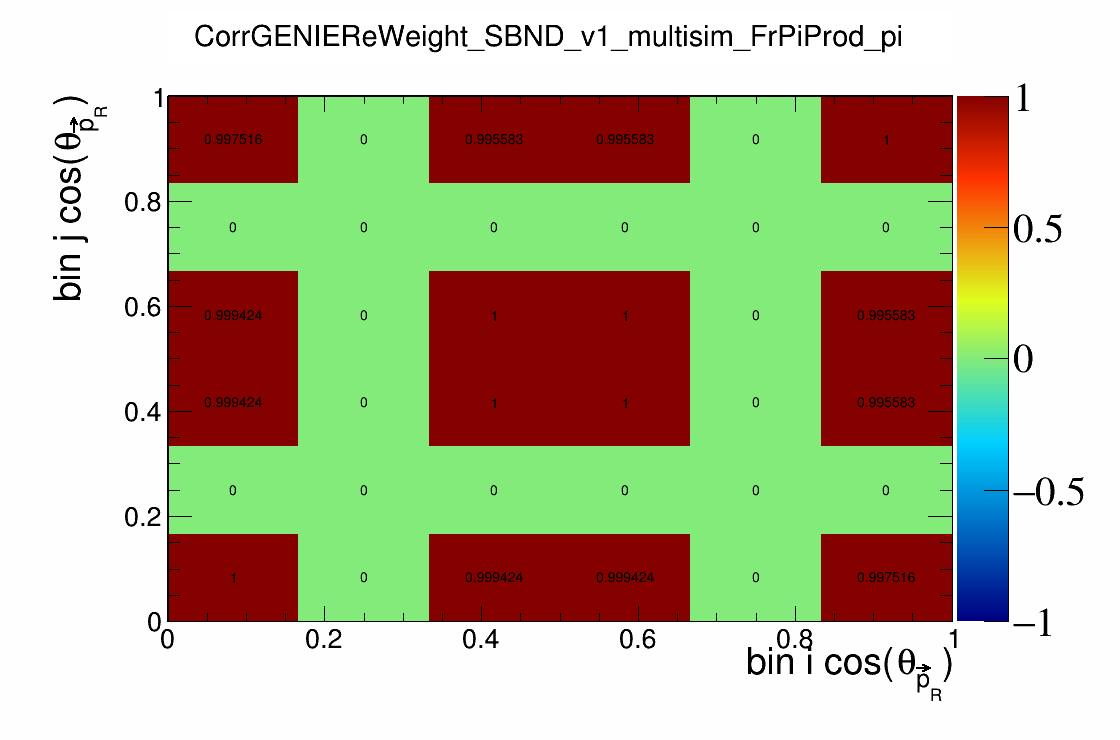 CorrGENIEReWeight_SBND_v1_multisim_FrPiProd_pi
bin j cos(θ_p⃗_R)
1
0.8
0.6
0.4
0.2
0
0.997516 0 0.995583 0.995583 0 1
0 0 0 0 0 0
0.999424 0 1 1 0 0.995583
0.999424 0 1 1 0 0.995583
0 0 0 0 0 0
1 0 0.999424 0.999424 0 0.997516
0 0.2 0.4 0.6 0.8 1
bin i cos(θ_p⃗_R)
1
0.5
0
−0.5
−1